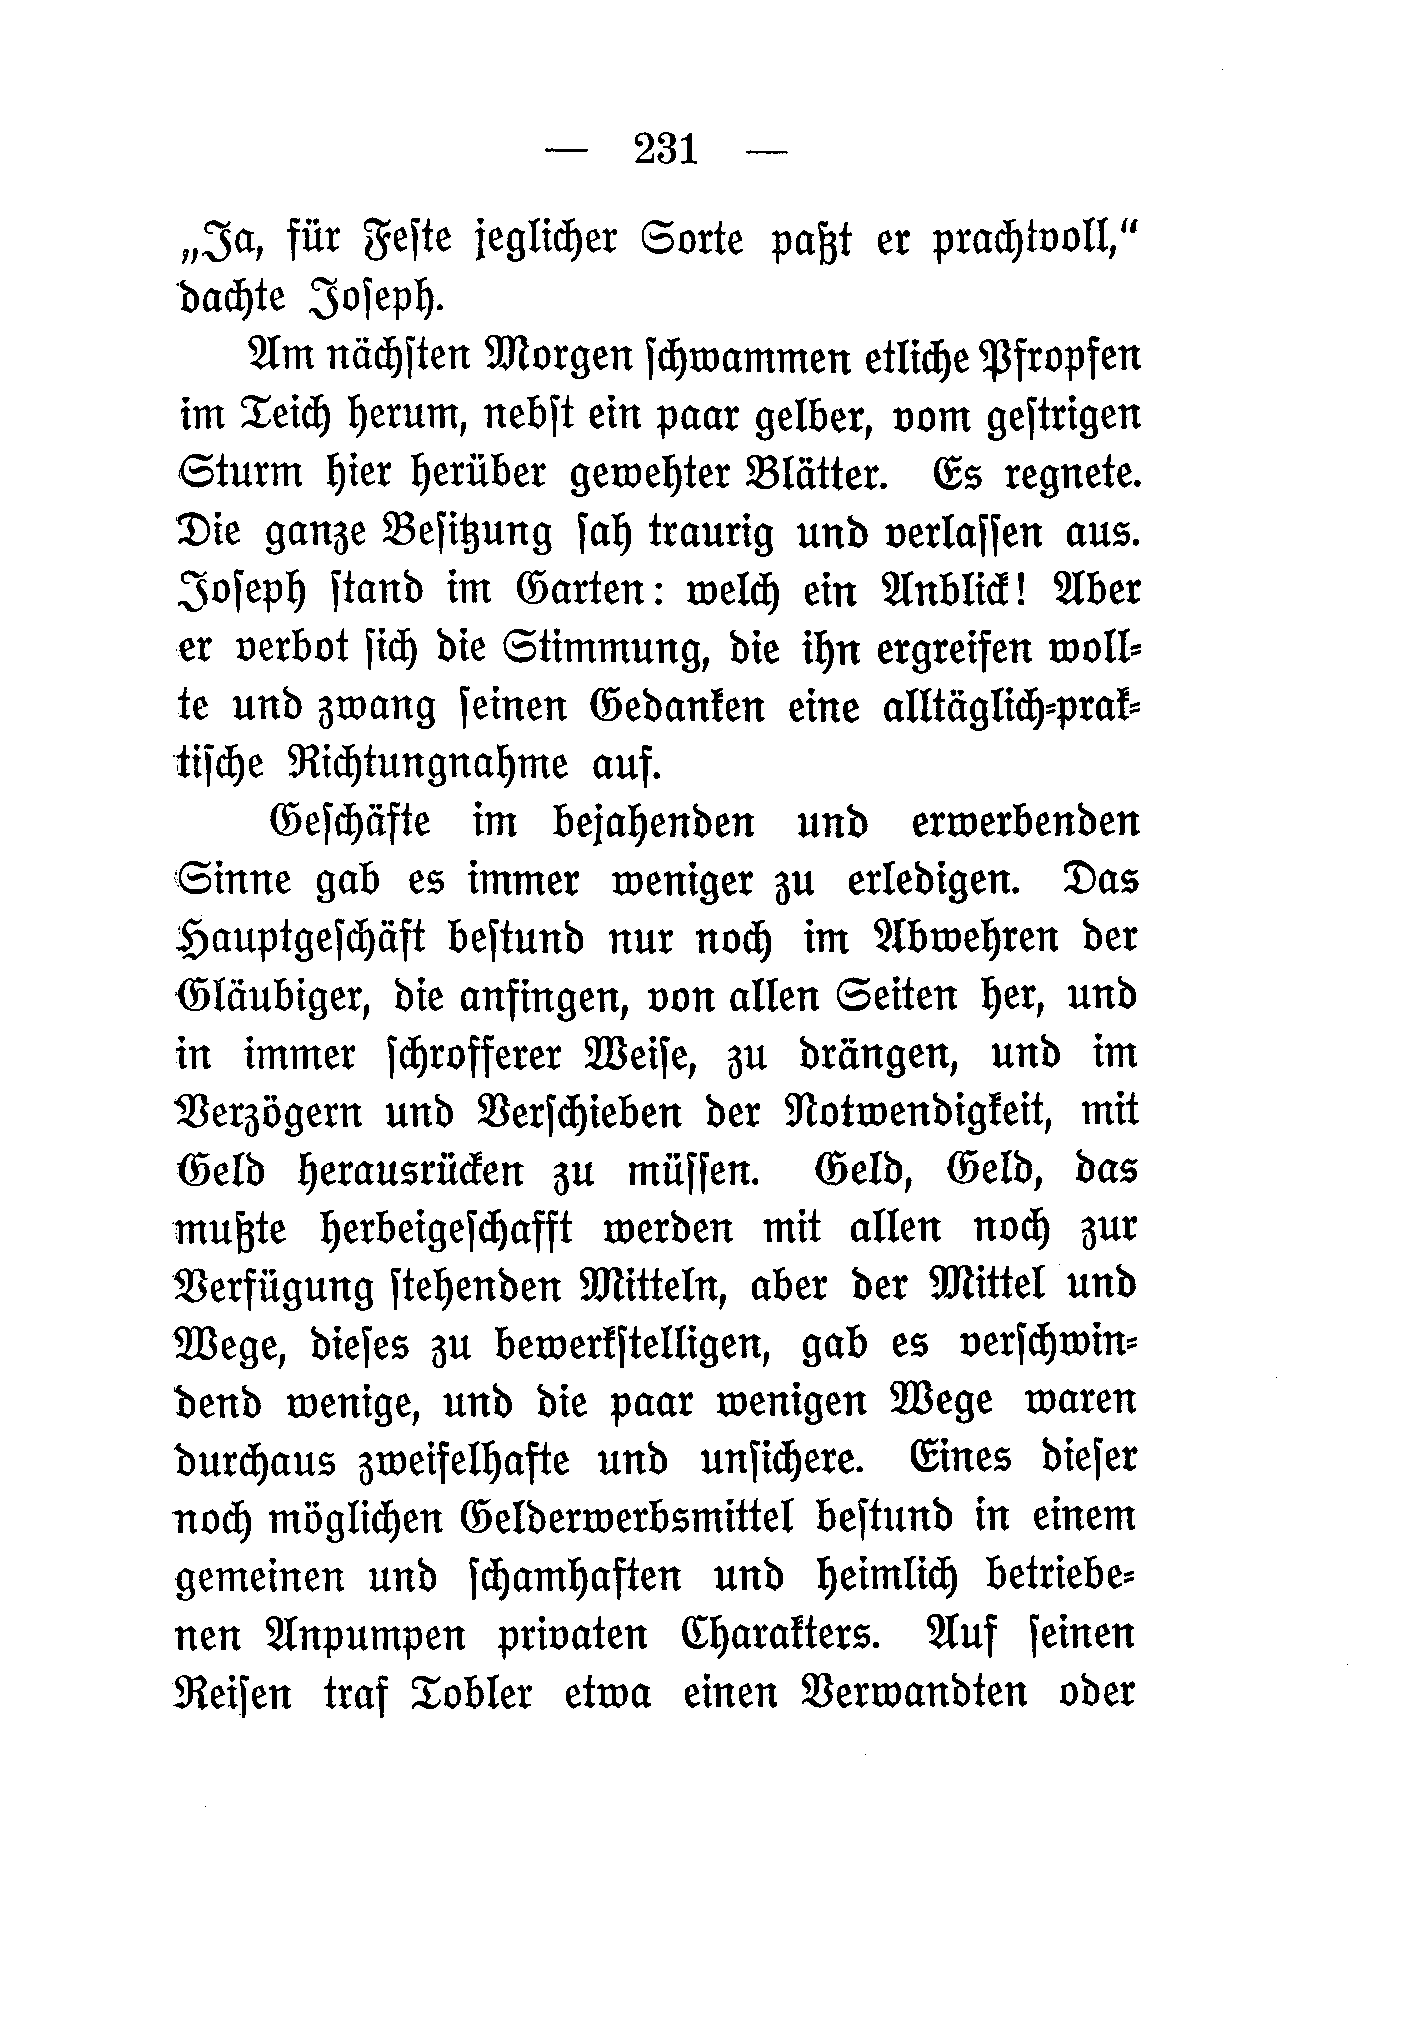 — 231 —
„Ja, für Feste jeglicher Sorte paßt er prachtvoll,“
dachte Joseph.
Am nächsten Morgen schwammen etliche Pfropfen
im Teich herum, nebst ein paar gelber, vom gestrigen
Sturm hier herüber gewehter Blätter. Es regnete.
Die ganze Besitzung sah traurig und verlassen aus.
Joseph stand im Garten: welch ein Anblick! Aber
er verbot sich die Stimmung, die ihn ergreifen woll-
te und zwang seinen Gedanken eine alltäglich-prak-
tische Richtungnahme auf.
Geschäfte im bejahenden und erwerbenden
Sinne gab es immer weniger zu erledigen. Das
Hauptgeschäft bestund nur noch im Abwehren der
Gläubiger, die anfingen, von allen Seiten her, und
in immer schrofferer Weise, zu drängen, und im
Verzögern und Verschieben der Notwendigkeit, mit
Geld herausrücken zu müssen. Geld, Geld, das
mußte herbeigeschafft werden mit allen noch zur
Verfügung stehenden Mitteln, aber der Mittel und
Wege, dieses zu bewerkstelligen, gab es verschwin-
dend wenige, und die paar wenigen Wege waren
durchaus zweifelhafte und unsichere. Eines dieser
noch möglichen Gelderwerbsmittel bestund in einem
gemeinen und schamhaften und heimlich betriebe-
nen Anpumpen privaten Charakters. Auf seinen
Reisen traf Tobler etwa einen Verwandten oder